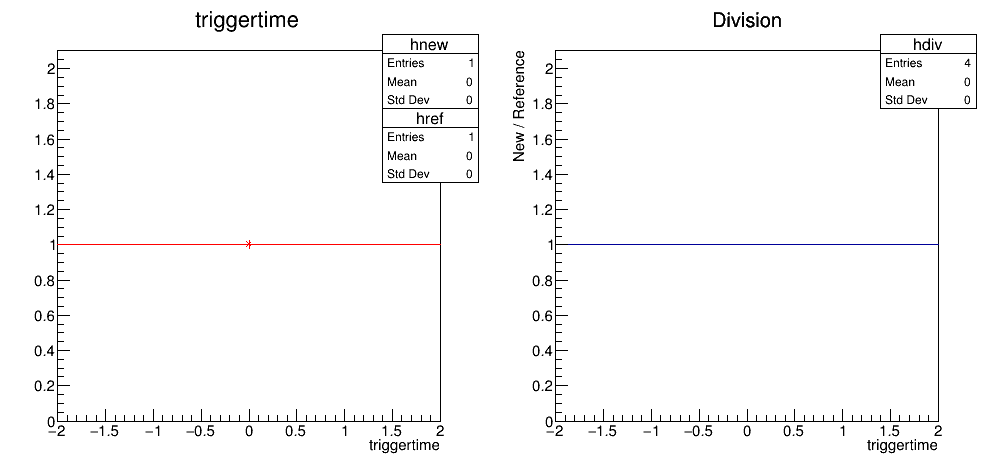 triggertime
hnew
Entries 1
Mean 0
Std Dev 0
href
Entries 1
Mean 0
Std Dev 0
2
1.8
1.6
1.4
1.2
1
0.8
0.6
0.4
0.2
0
−2 −1.5 −1 −0.5 0 0.5 1 1.5 2
triggertime
Division
hdiv
Entries 4
Mean 0
Std Dev 0
New / Reference
2
1.8
1.6
1.4
1.2
1
0.8
0.6
0.4
0.2
0
−2 −1.5 −1 −0.5 0 0.5 1 1.5 2
triggertime